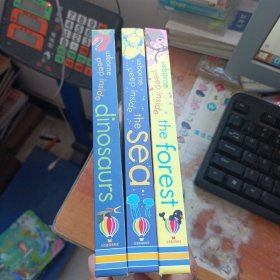 usborne
peep inside
dinosaurs
USBORNE
usborne
peep inside
the sea
USBORNE
usborne
peep inside
the forest
USBORNE